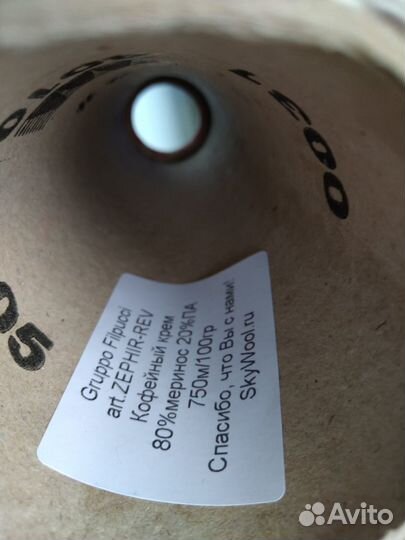 Gruppo Filpucci
art.ZEPHIR-REV
Кофейный крем
80%меринос 20%ПА
750м/100гр
Спасибо, что Вы с нами!
SkyWool.ru
Avito